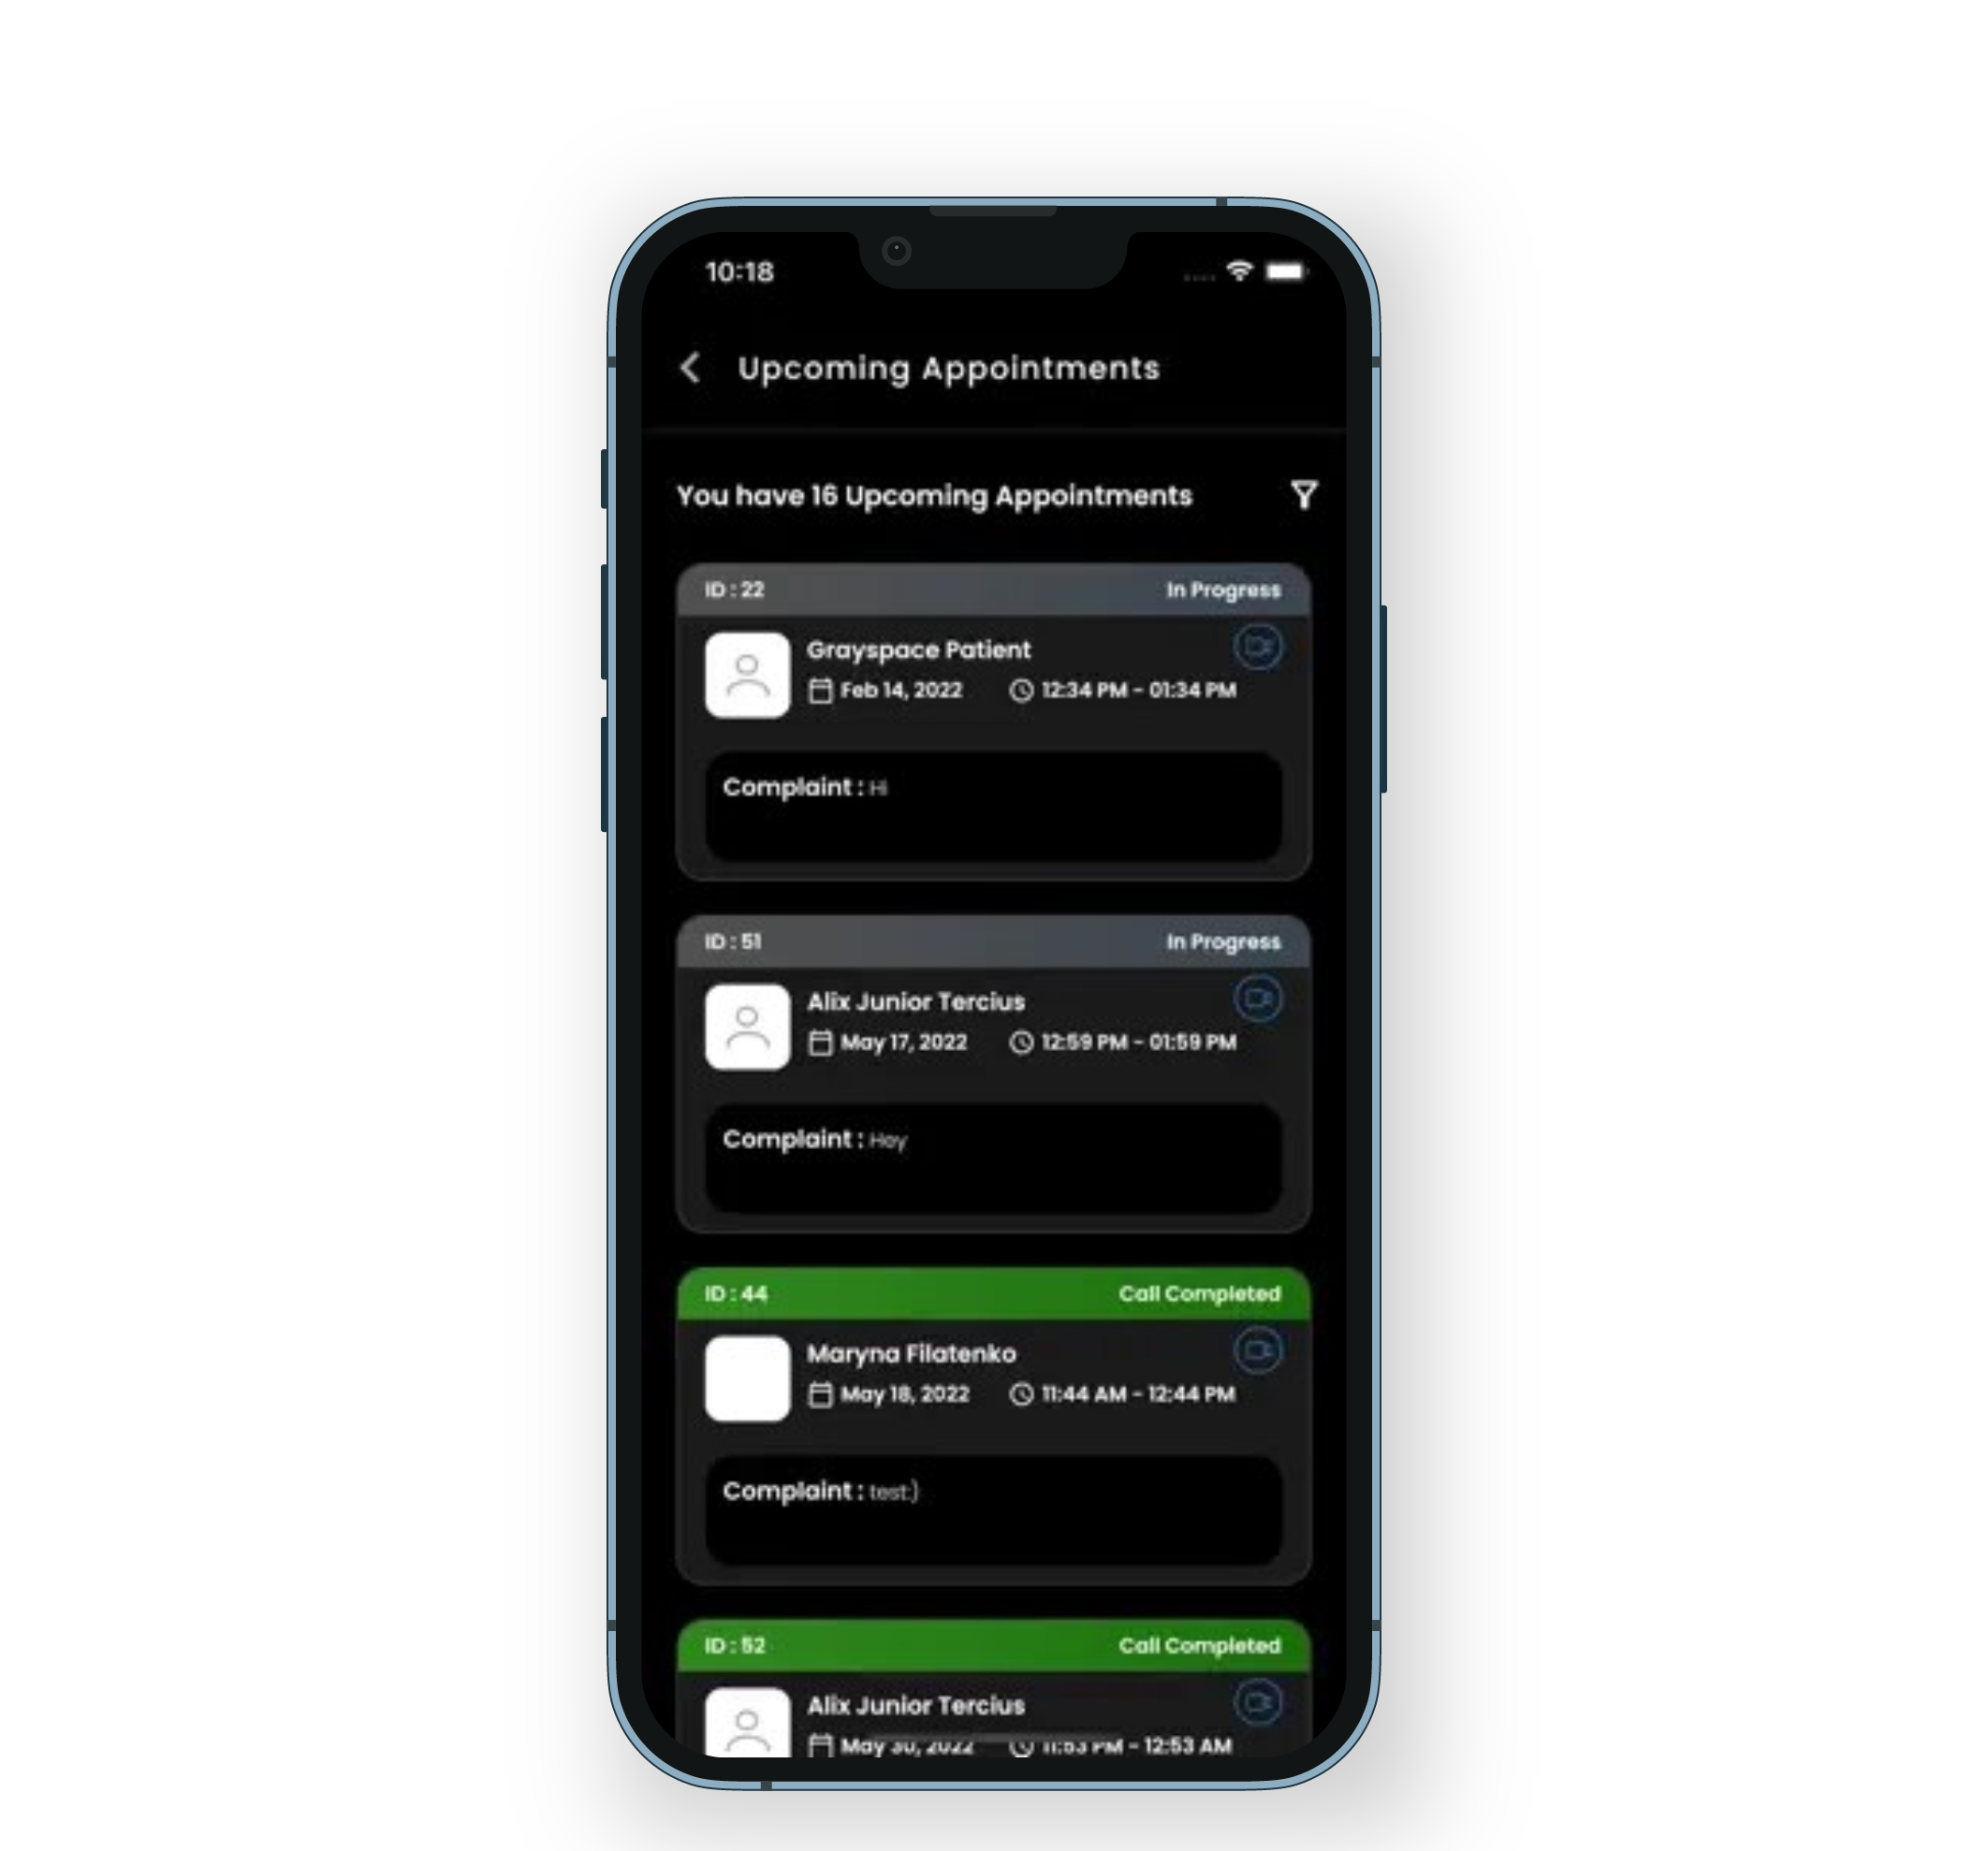 10:18
Upcoming Appointments
You have 16 Upcoming Appointments
ID : 22 In Progress
Grayspace Patient
Feb 14, 2022 12:34 PM - 01:34 PM
Complaint : Hi
ID : 51 In Progress
Alix Junior Tercius
May 17, 2022 12:59 PM - 01:59 PM
Complaint : Hey
ID : 44 Call Completed
Maryna Filatenko
May 18, 2022 11:44 AM - 12:44 PM
Complaint : test:)
ID : 52 Call Completed
Alix Junior Tercius
May 30, 2022 11:53 PM - 12:53 AM